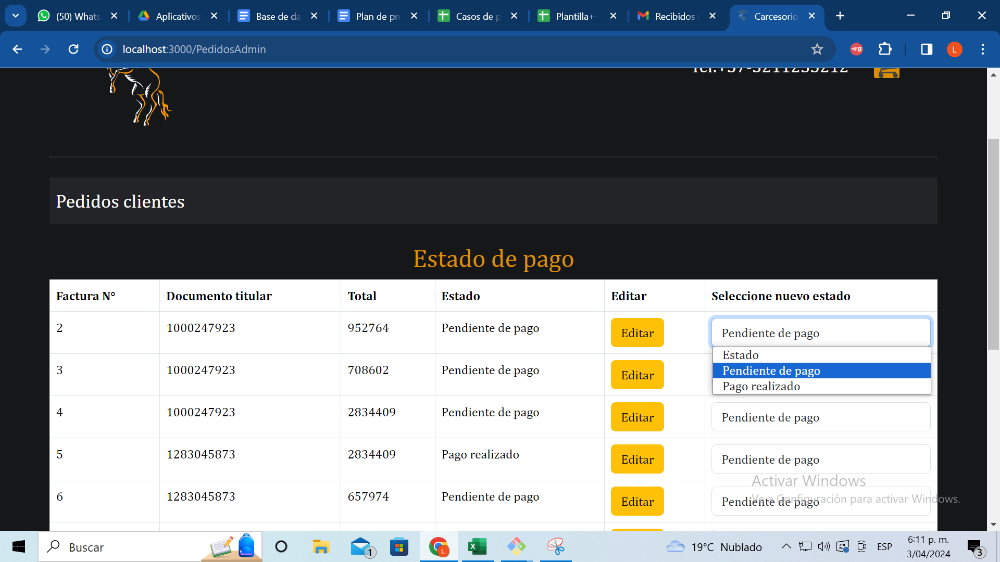 (50) Whats
Aplicativos
Base de da
Plan de pru
Casos de p
Plantilla+-
Recibidos
Carcesorio
localhost:3000/PedidosAdmin
L
Tel.+57-3211253212
Pedidos clientes
Estado de pago
Factura N° Documento titular Total Estado Editar Seleccione nuevo estado
2 1000247923 952764 Pendiente de pago Editar Pendiente de pago
Estado
Pendiente de pago
Pago realizado
3 1000247923 708602 Pendiente de pago Editar
4 1000247923 2834409 Pendiente de pago Editar Pendiente de pago
5 1283045873 2834409 Pago realizado Editar Pendiente de pago
6 1283045873 657974 Pendiente de pago Editar Pendiente de pago
Activar Windows
Ve a Configuración para activar Windows.
Buscar
1
L
19°C Nublado
ESP
6:11 p. m.
3/04/2024
3